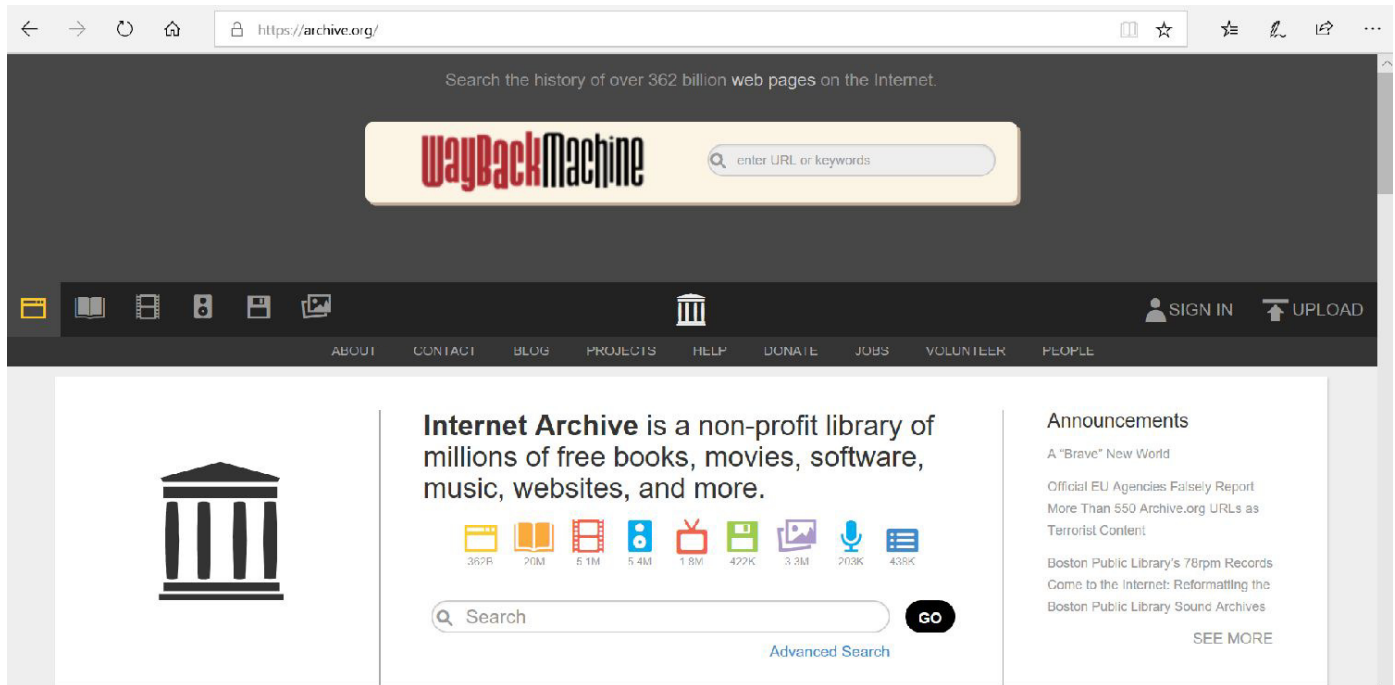 https://archive.org/
Search the history of over 362 billion web pages on the Internet.
WayBackMachine
enter URL or keywords
SIGN IN
UPLOAD
ABOUT CONTACT BLOG PROJECTS HELP DONATE JOBS VOLUNTEER PEOPLE
Internet Archive is a non-profit library of
millions of free books, movies, software,
music, websites, and more.
362B 20M 5.1M 5.4M 1.8M 422K 3.3M 203K 438K
Search
GO
Advanced Search
Announcements
A “Brave” New World
Official EU Agencies Falsely Report
More Than 550 Archive.org URLs as
Terrorist Content
Boston Public Library's 78rpm Records
Come to the Internet: Reformatting the
Boston Public Library Sound Archives
SEE MORE